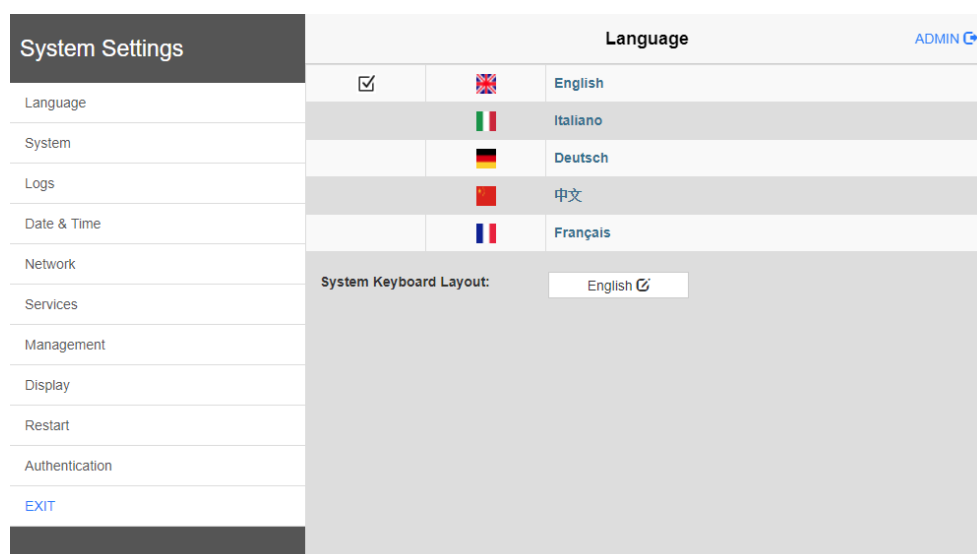 System Settings
Language
System
Logs
Date & Time
Network
Services
Management
Display
Restart
Authentication
EXIT
Language
ADMIN
English
Italiano
Deutsch
中文
Français
System Keyboard Layout: English